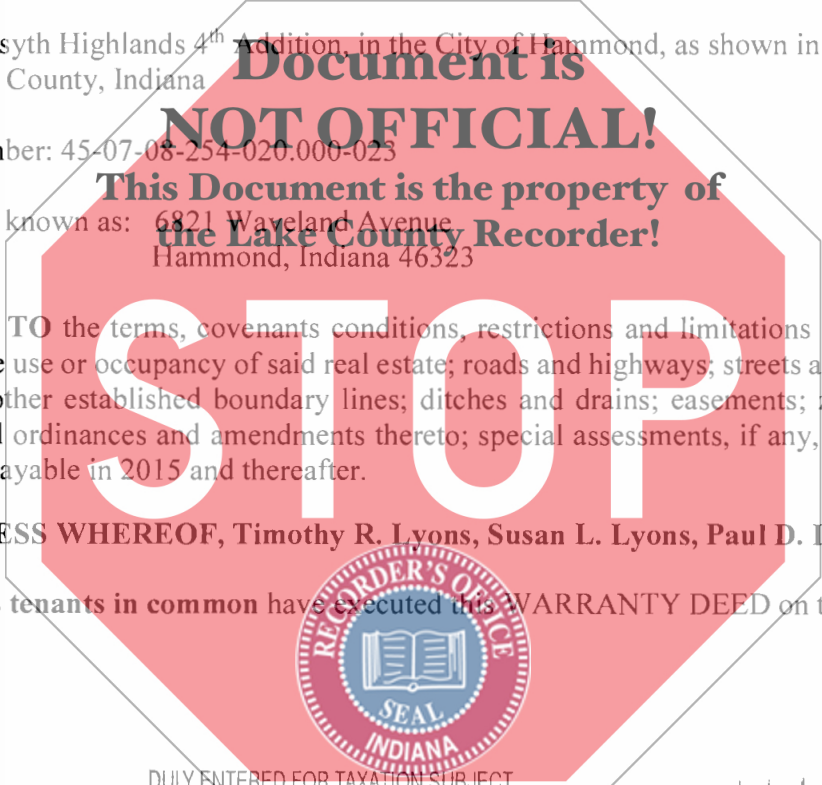 syth Highlands 4th Addition, in the City of Hammond, as shown in
County, Indiana
Document is
NOT OFFICIAL!
ber: 45-07-08-254-020.000-023
This Document is the property of
the Lake County Recorder!
known as: 6821 Waveland Avenue
Hammond, Indiana 46323
STOP
TO the terms, covenants conditions, restrictions and limitations
use or occupancy of said real estate; roads and highways; streets a
ther established boundary lines; ditches and drains; easements;
ordinances and amendments thereto; special assessments, if any,
ayable in 2015 and thereafter.
ESS WHEREOF, Timothy R. Lyons, Susan L. Lyons, Paul D.
tenants in common have executed this WARRANTY DEED on t
RECORDER'S OFFICE
SEAL
INDIANA
DULY ENTERED FOR TAXATION SUBJECT